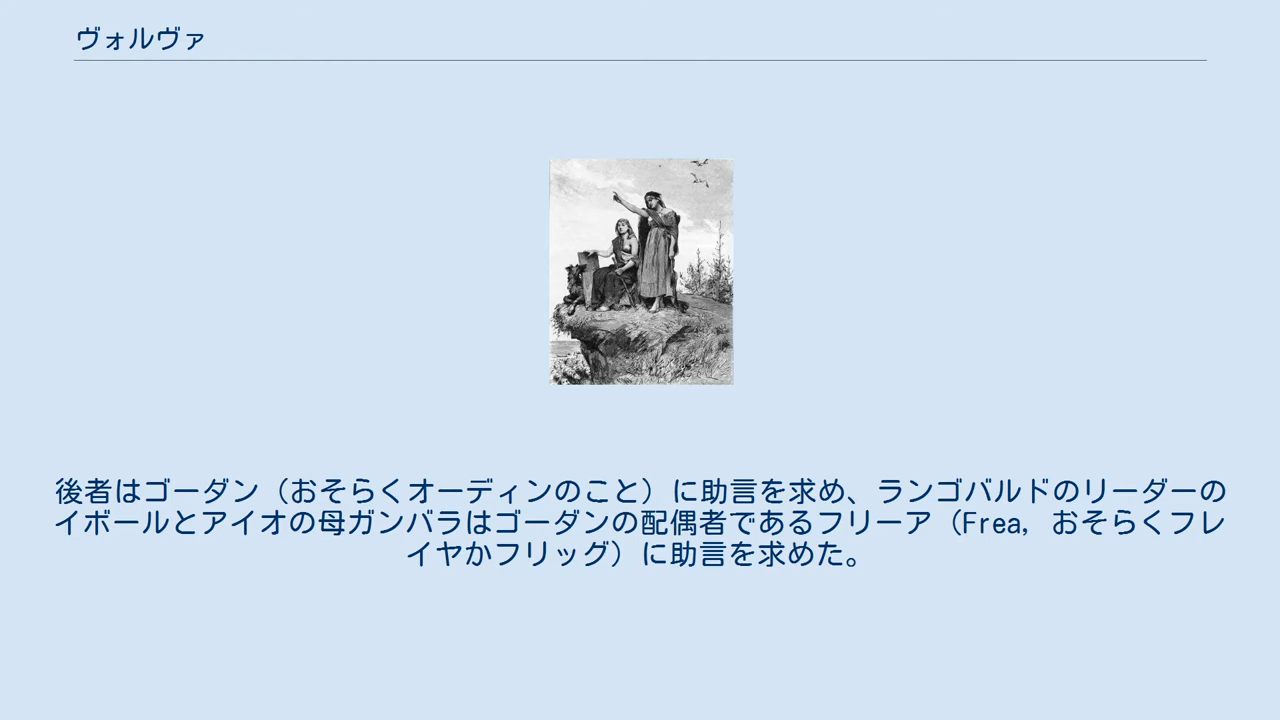 ヴォルヴァ
後者はゴーダン（おそらくオーディンのこと）に助言を求め、ランゴバルドのリーダーの
イボールとアイオの母ガンバラはゴーダンの配偶者であるフリーア（Frea, おそらくフレ
イヤかフリッグ）に助言を求めた。